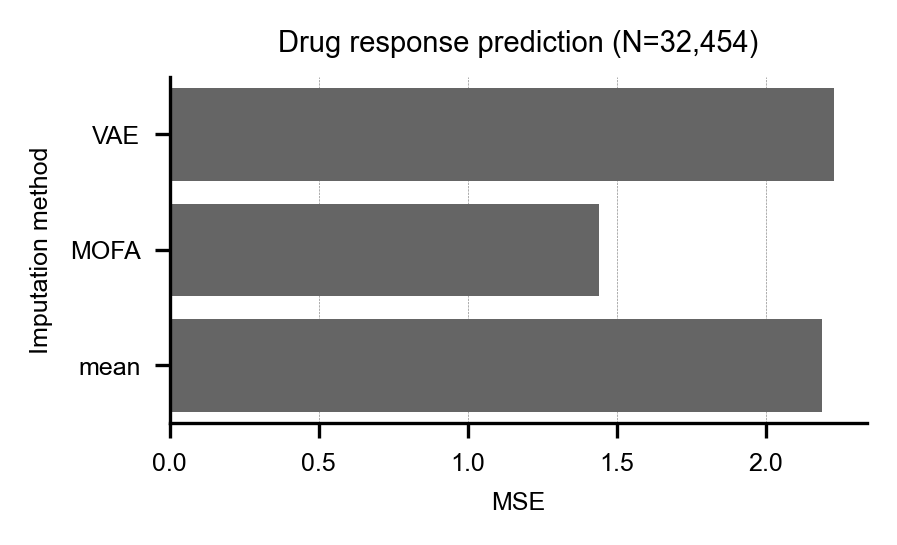 Drug response prediction (N=32,454)
Imputation method
VAE
MOFA
mean
0.0 0.5 1.0 1.5 2.0
MSE